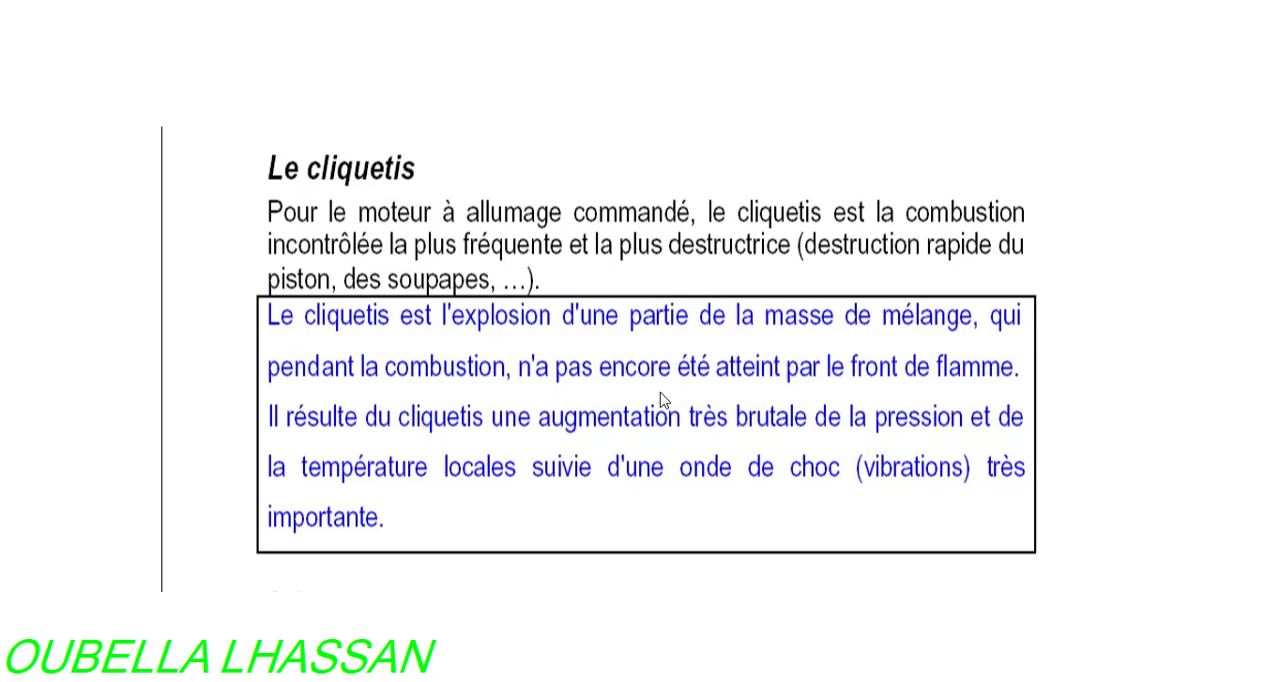 Le cliquetis
Pour le moteur à allumage commandé, le cliquetis est la combustion
incontrôlée la plus fréquente et la plus destructrice (destruction rapide du
piston, des soupapes, …).
Le cliquetis est l'explosion d'une partie de la masse de mélange, qui
pendant la combustion, n'a pas encore été atteint par le front de flamme.
Il résulte du cliquetis une augmentation très brutale de la pression et de
la température locales suivie d'une onde de choc (vibrations) très
importante.
OUBELLA LHASSAN